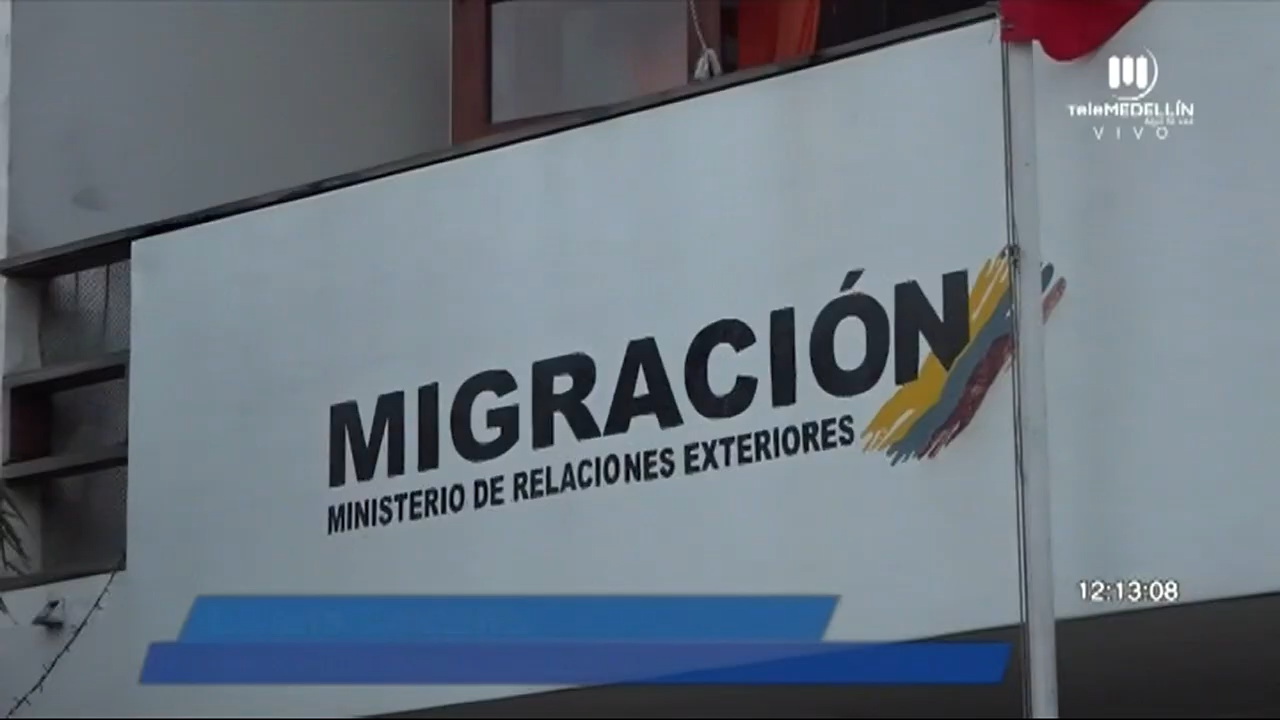 TeleMEDELLÍN
VIVO
MIGRACIÓN
MINISTERIO DE RELACIONES EXTERIORES
12:13:08